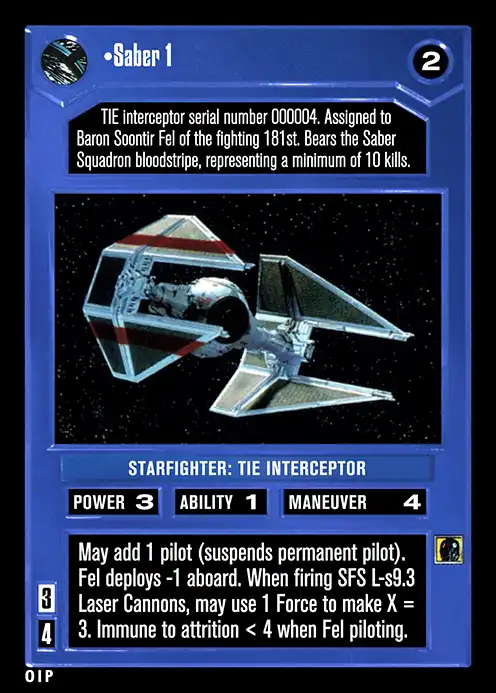 •Saber 1
2
TIE interceptor serial number 000004. Assigned to
Baron Soontir Fel of the fighting 181st. Bears the Saber
Squadron bloodstripe, representing a minimum of 10 kills.
STARFIGHTER: TIE INTERCEPTOR
POWER 3 ABILITY 1 MANEUVER 4
May add 1 pilot (suspends permanent pilot).
Fel deploys -1 aboard. When firing SFS L-s9.3
Laser Cannons, may use 1 Force to make X =
3. Immune to attrition < 4 when Fel piloting.
3
4
OIP